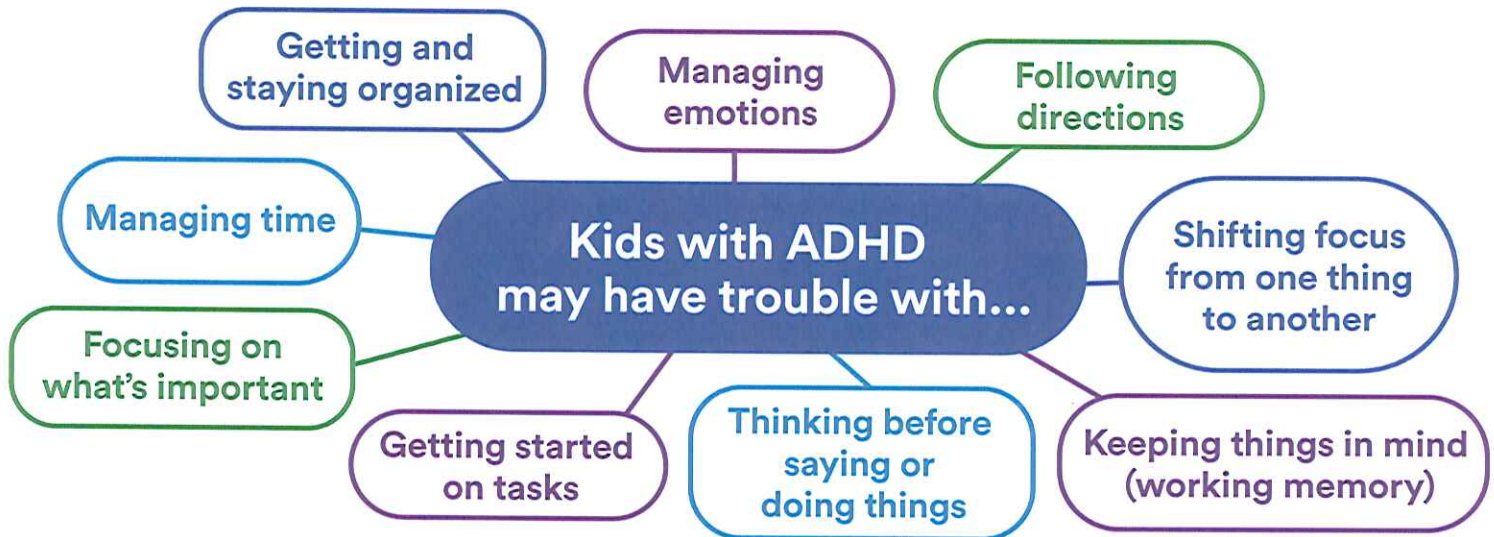 Getting and
staying organized
Managing
emotions
Following
directions
Managing time
Kids with ADHD
may have trouble with...
Shifting focus
from one thing
to another
Focusing on
what's important
Getting started
on tasks
Thinking before
saying or
doing things
Keeping things in mind
(working memory)